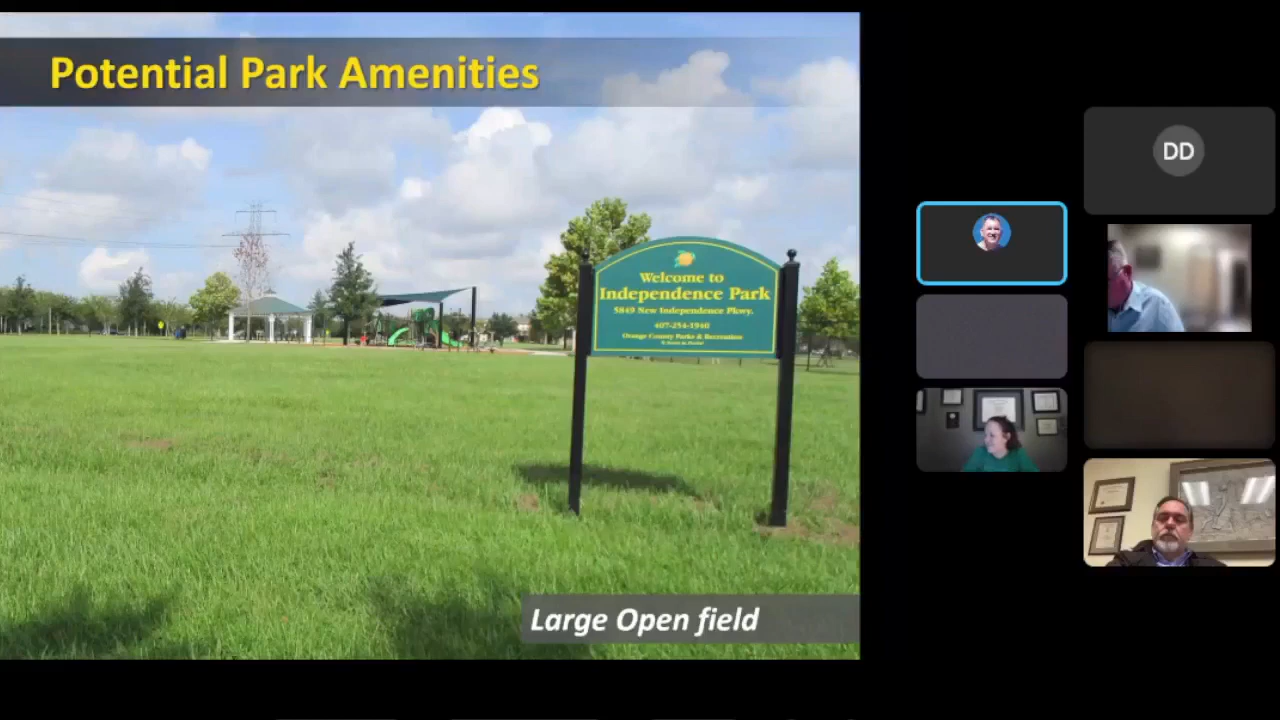 Potential Park Amenities
Welcome to
Independence Park
5849 New Independence Pkwy.
407-254-1940
Orange County Parks & Recreation
Large Open field
DD